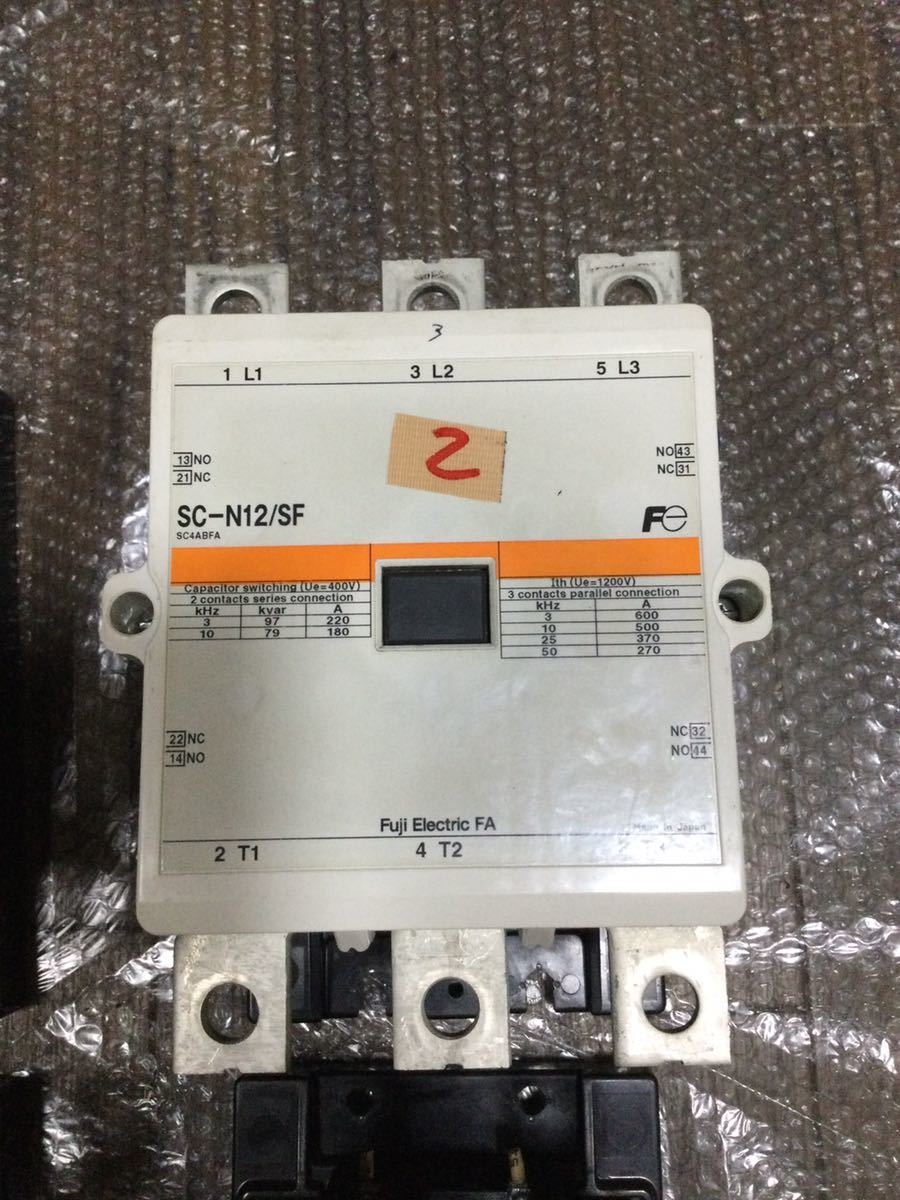 3
1 L1 3 L2 5 L3
2
13 NO NO 43
21 NC NC 31
SC-N12/SF Fe
SC4ABFA
Capacitor switching (Ue=400V)
2 contacts series connection
kHz kvar A
3 97 220
10 79 180
Ith (Ue=1200V)
3 contacts parallel connection
kHz A
3 600
10 500
25 370
50 270
22 NC NC 32
14 NO NO 44
Fuji Electric FA Made in Japan
2 T1 4 T2